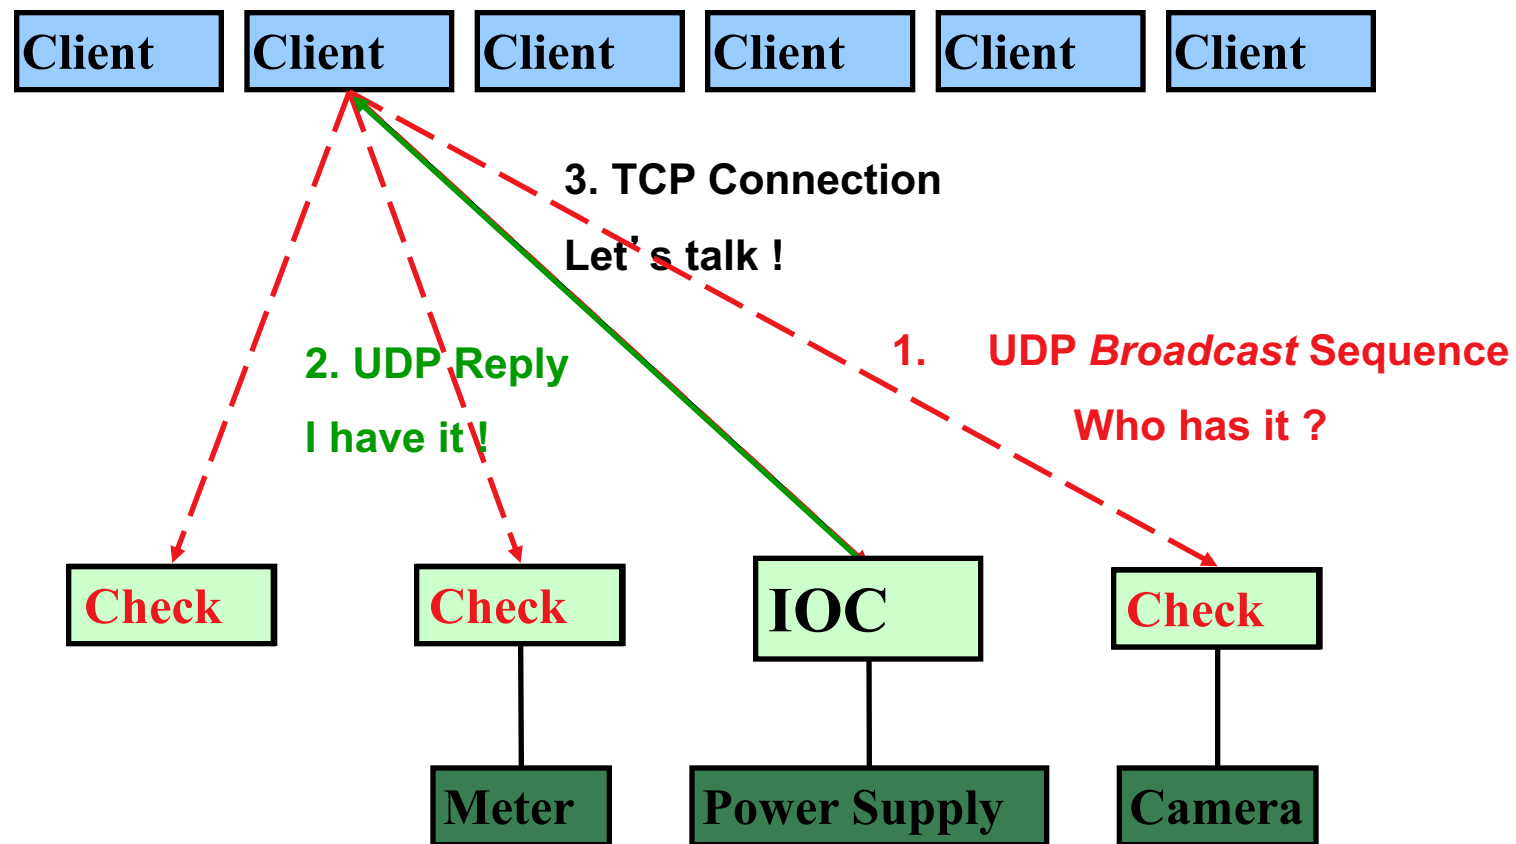 Client Client Client Client Client Client
3. TCP Connection
Let’s talk !
1. UDP Broadcast Sequence
Who has it ?
2. UDP Reply
I have it !
Check Check IOC Check
Meter Power Supply Camera